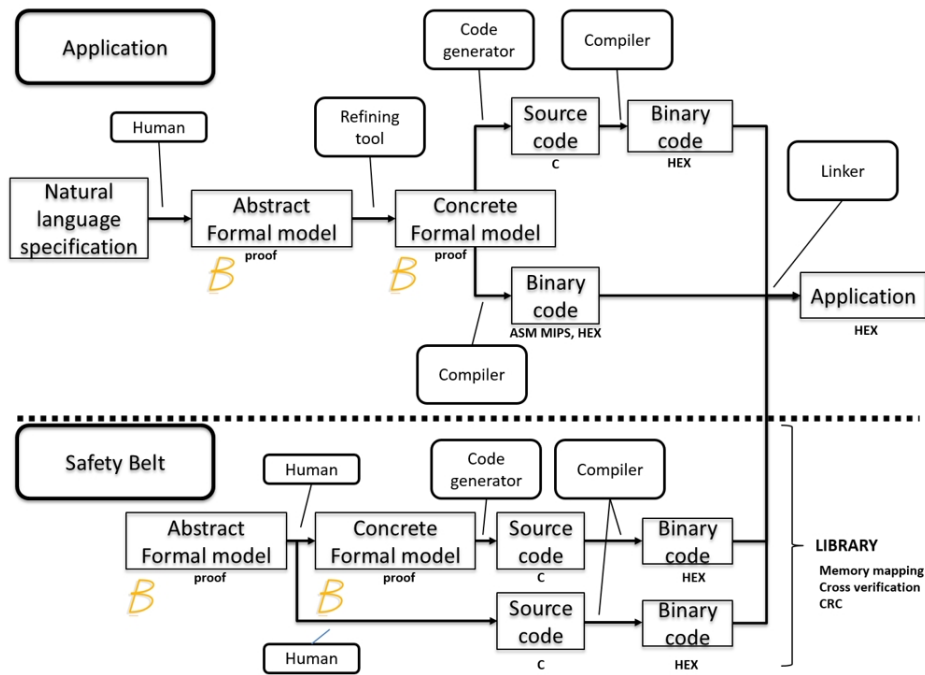 Application
Code
generator
Compiler
Human
Refining
tool
Source
code
C
Binary
code
HEX
Linker
Natural
language
specification
Abstract
Formal model
proof
B
Concrete
Formal model
proof
B
Binary
code
ASM MIPS, HEX
Application
HEX
Compiler
Safety Belt
Human
Code
generator
Compiler
Abstract
Formal model
proof
B
Concrete
Formal model
proof
B
Source
code
C
Binary
code
HEX
LIBRARY
Memory mapping
Cross verification
CRC
Source
code
C
Binary
code
HEX
Human